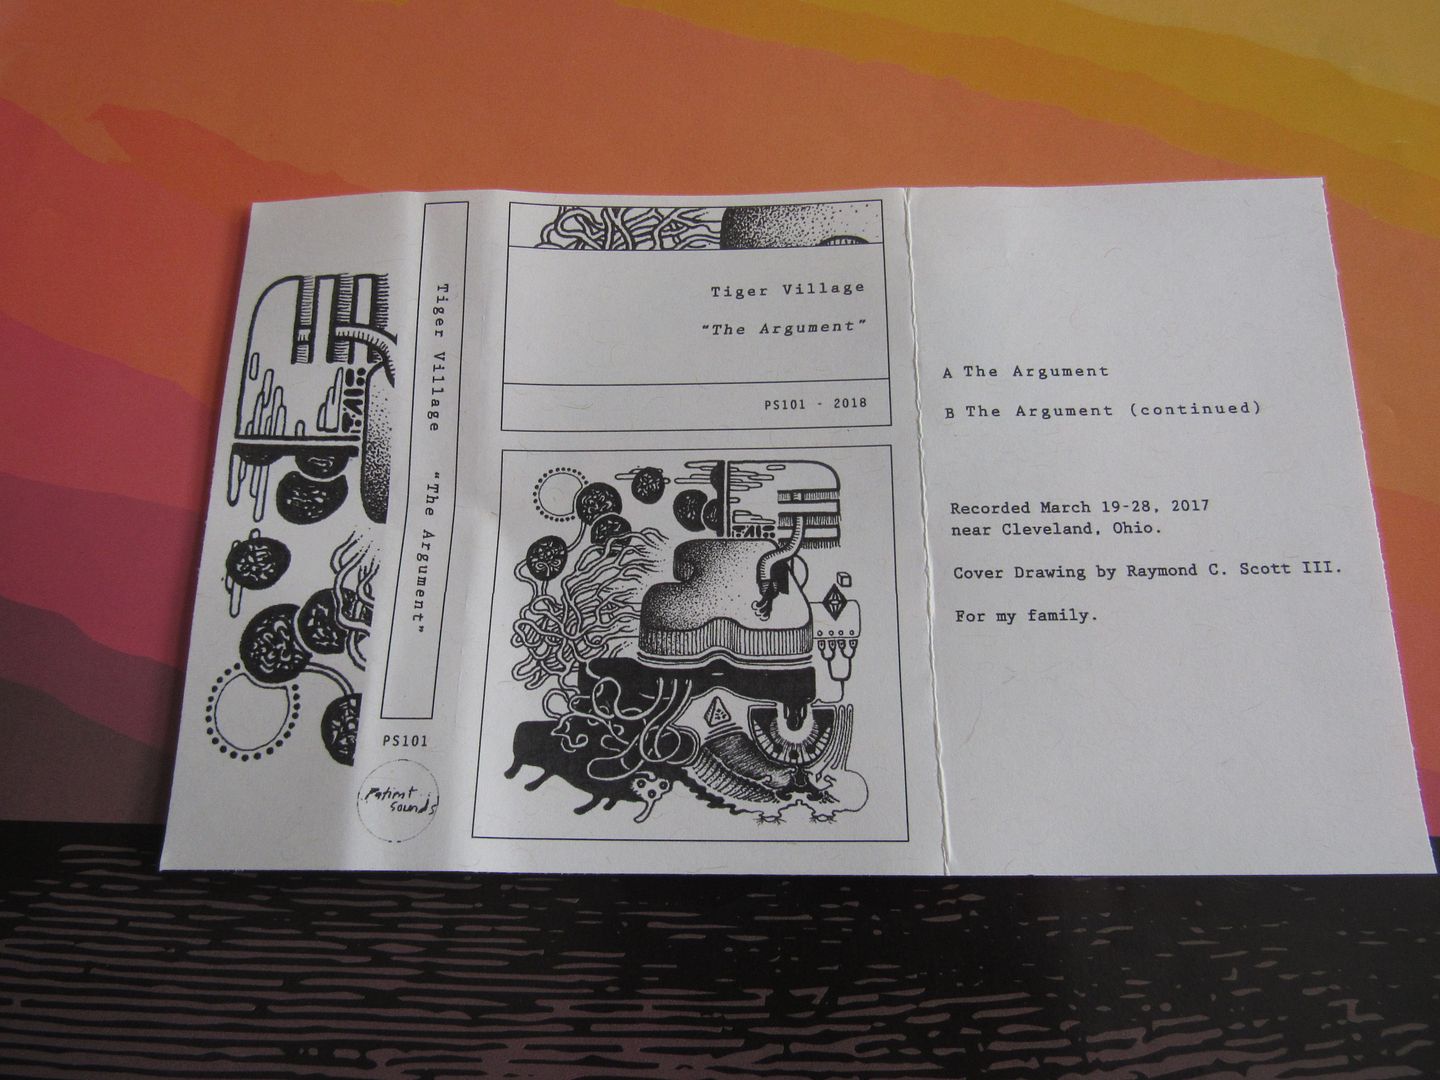 Tiger Village "The Argument"
PS101
Patient
Sounds
Tiger Village
"The Argument"
PS101 - 2018
A The Argument
B The Argument (continued)
Recorded March 19-28, 2017
near Cleveland, Ohio.
Cover Drawing by Raymond C. Scott III.
For my family.